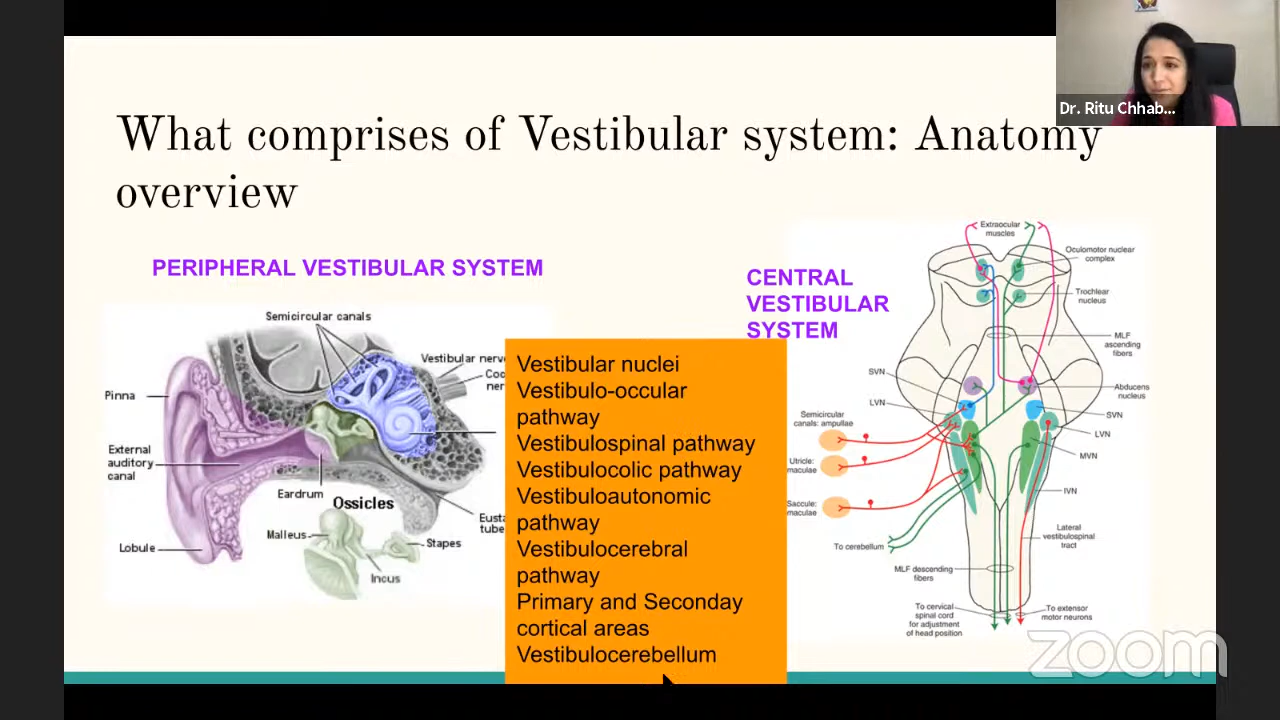 Dr. Ritu Chhab...
What comprises of Vestibular system: Anatomy
overview
PERIPHERAL VESTIBULAR SYSTEM
Semicircular canals
Vestibular nerve
Pinna
External
auditory
canal
Eardrum
Ossicles
Malleus
Stapes
Incus
Lobule
Vestibular nuclei
Vestibulo-occular
pathway
Vestibulospinal pathway
Vestibulocolic pathway
Vestibuloautonomic
pathway
Vestibulocerebral
pathway
Primary and Seconday
cortical areas
Vestibulocerebellum
CENTRAL
VESTIBULAR
SYSTEM
Extraocular
muscles
Oculomotor nuclear
complex
Trochlear
nucleus
MLF
ascending
fibers
SVN
Abducens
nucleus
LVN
SVN
Semicircular
canals: ampullae
LVN
MVN
Utricle:
maculae
IVN
Saccule:
maculae
Lateral
vestibulospinal
tract
To cerebellum
MLF descending
fibers
To cervical
spinal cord
for adjustment
of head position
To extensor
motor neurons
zoom